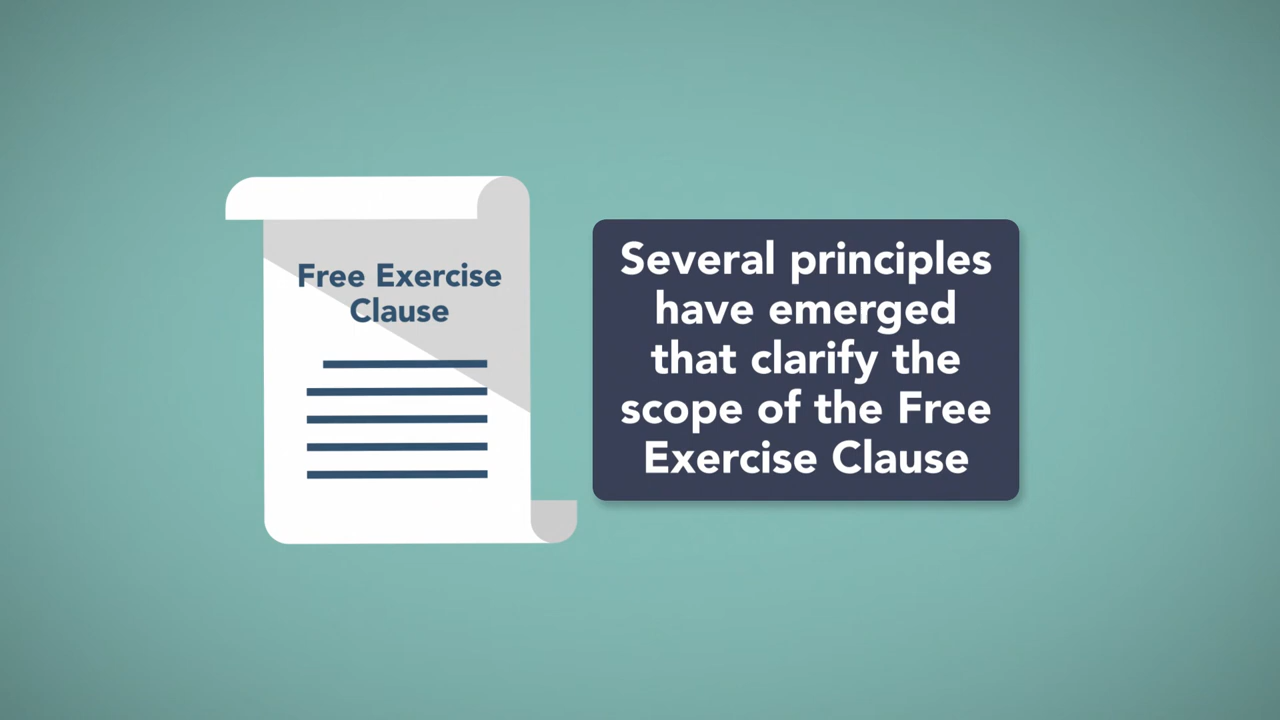 Free Exercise
Clause
Several principles
have emerged
that clarify the
scope of the Free
Exercise Clause